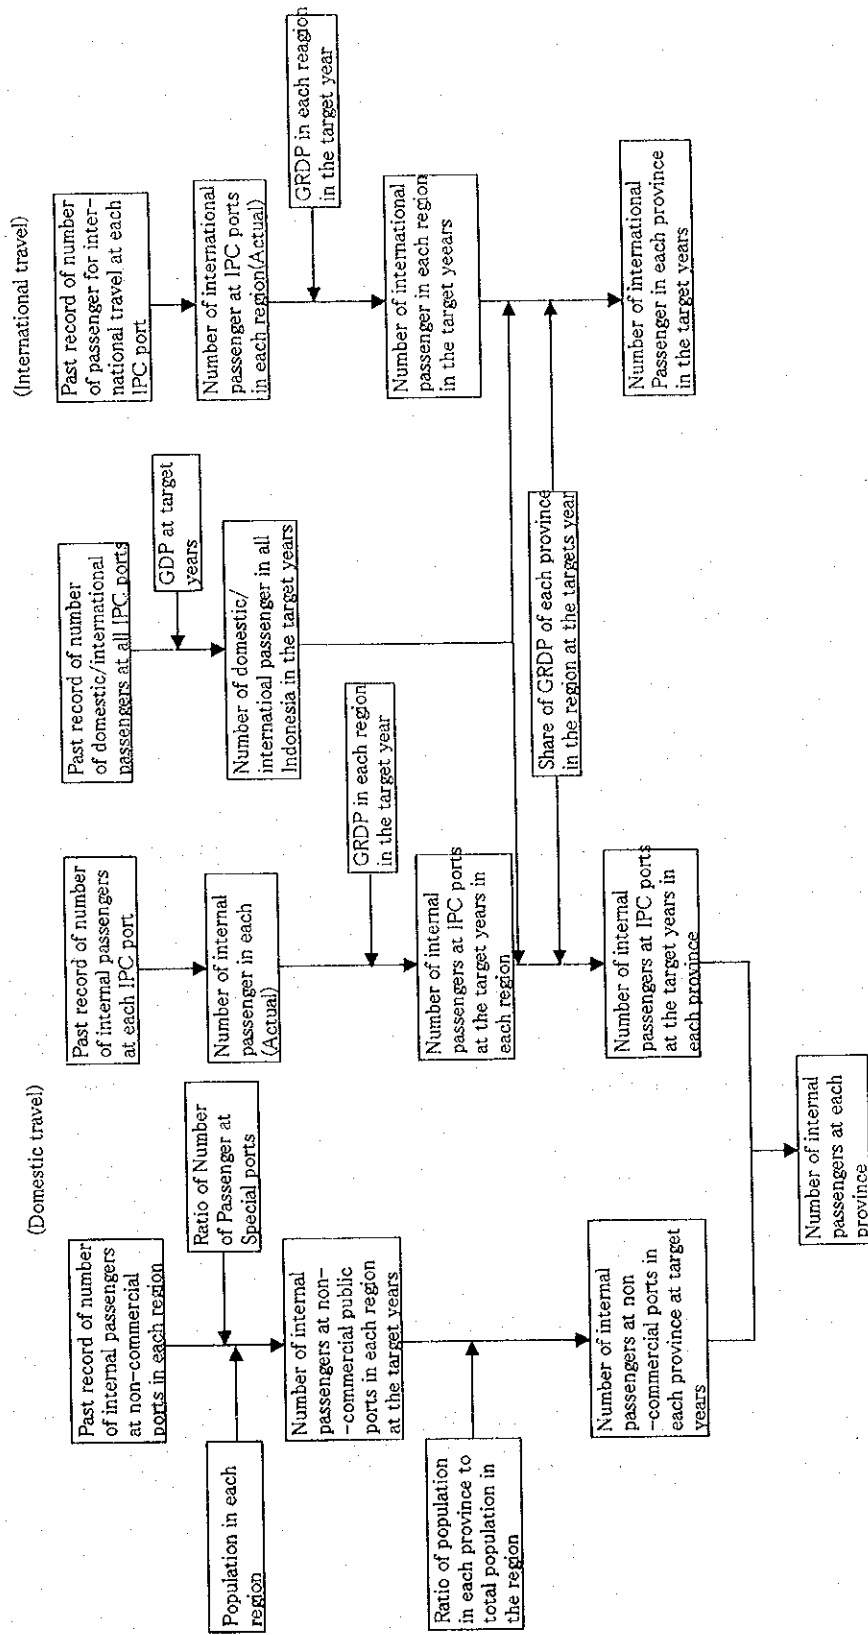 (Domestic travel)
(International travel)
Past record of number
of internal passengers
at non-commercial
ports in each region
Past record of number
of internal passengers
at each IPC port
Past record of number
of domestic/international
passengers at all IPC ports
Past record of number
of passenger for inter-
national travel at each
IPC port
Ratio of Number
of Passenger at
Special ports
Population in each
region
Number of internal
passenger in each
(Actual)
GDP at target
years
Number of international
passenger at IPC ports
in each region(Actual)
Number of internal
passengers at non-
-commercial public
ports in each region
at the target years
Number of domestic/
internatioal passenger in all
Indonesia in the target years
GRDP in each reagion
in the target year
GRDP in each region
in the target year
Number of international
passenger in each region
in the target yeears
Ratio of population
in each province to
total population in
the region
Number of internal
passengers at IPC ports
at the target years in
each region
Share of GRDP of each province
in the region at the targets year
Number of internal
passengers at non
-commercial ports in
each province at target
years
Number of internal
passengers at IPC ports
at the target years in
each province
Number of international
Passenger in each province
in the target years
Number of internal
passengers at each
province